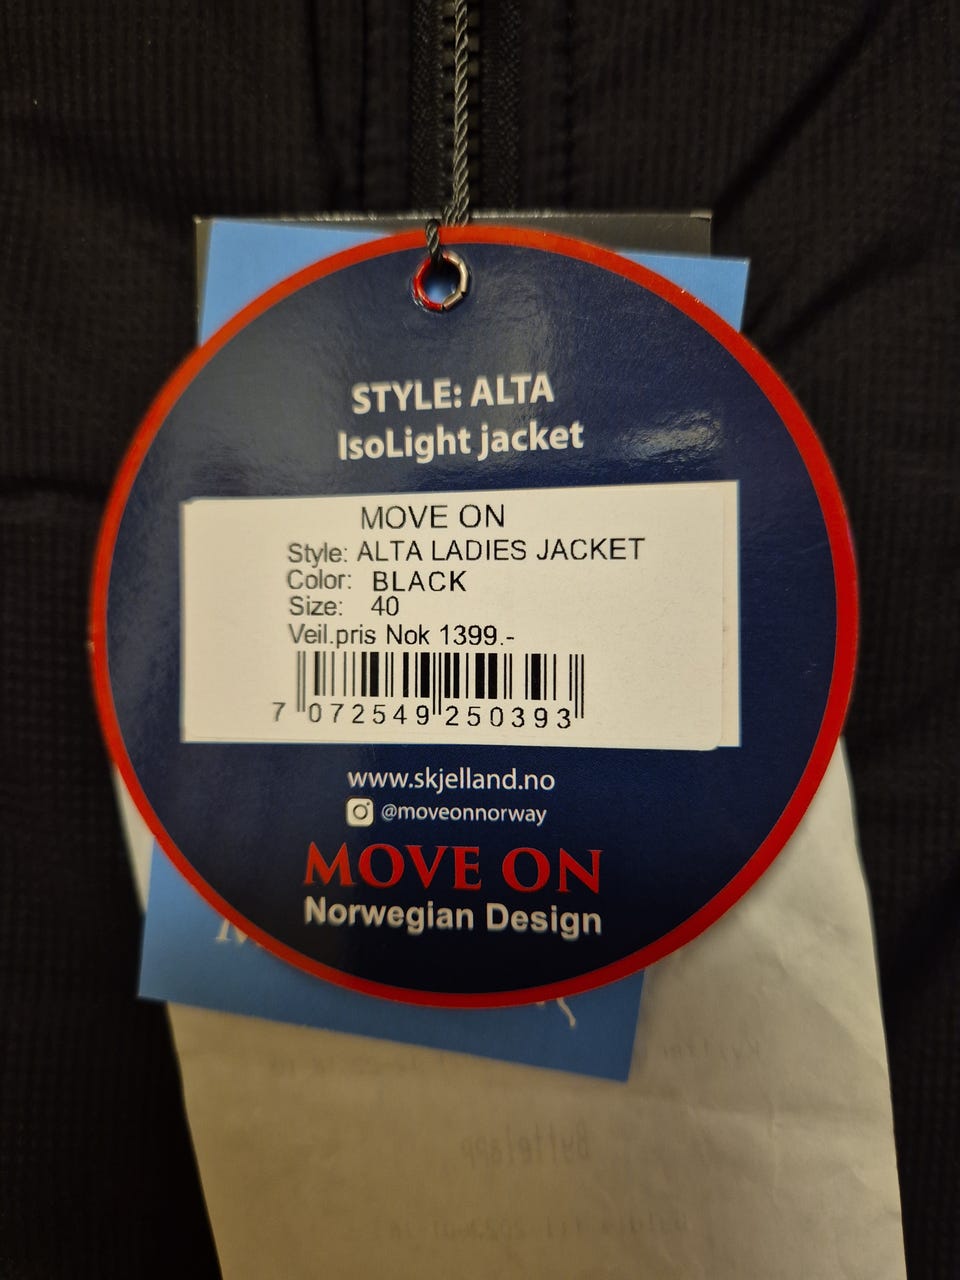 STYLE: ALTA
IsoLight jacket
MOVE ON
Style: ALTA LADIES JACKET
Color: BLACK
Size: 40
Veil.pris Nok 1399.-
7 072549 250393
www.skjelland.no
@moveonnorway
MOVE ON
Norwegian Design
Byttelapp